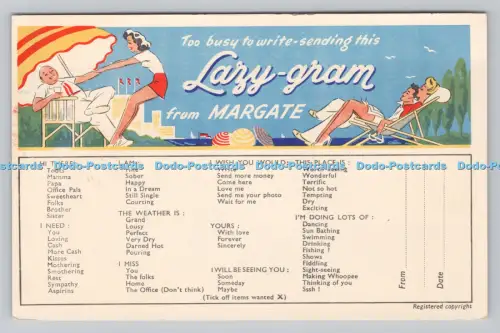 Too busy to write-sending this
Lazy-gram
from MARGATE
Mamma
Papa
Office Pals
Sweetheart
Folks
Brother
Sister
I NEED :
You
Loving
Cash
More Cash
Kisses
Mothering
Smothering
Rest
Sympathy
Aspirins
Sober
Happy
In a Dream
Still Single
Courting
THE WEATHER IS :
Grand
Lousy
Perfect
Very Dry
Darned Hot
Pouring
I MISS
You
The folks
Home
The Office (Don't think)
I WISH YOU WOULD :
Send more money
Come here
Love me
Send me your photo
Wait for me
YOURS :
With love
Forever
Sincerely
I WILL BE SEEING YOU :
Soon
Someday
Maybe
(Tick off items wanted X)
THIS PLACE IS :
Wonderful
Terrific
Not so hot
Tempting
Dry
Exciting
I'M DOING LOTS OF :
Dancing
Sun Bathing
Swimming
Drinking
Fishing ?
Shows
Fiddling
Sight-seeing
Making Whoopee
Thinking of you
Sssh !
From
Date
Registered copyright
Dodo-Postcards Dodo-Postcards Dodo-Postcards Dodo-Postcards